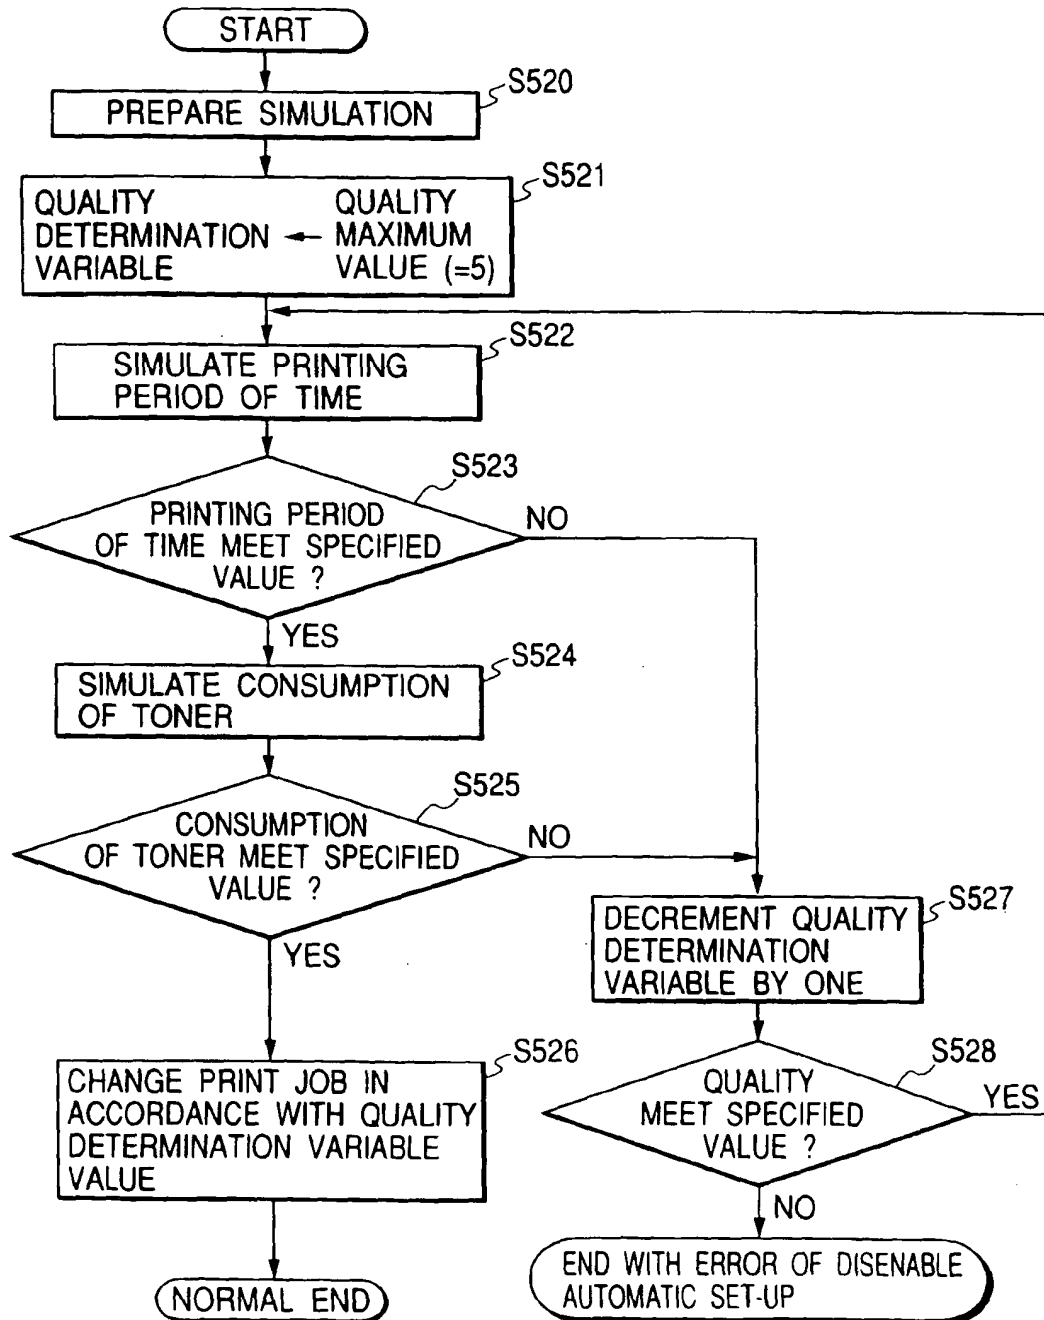 START
S520
PREPARE SIMULATION
S521
QUALITY
DETERMINATION
VARIABLE
←
QUALITY
MAXIMUM
VALUE (=5)
S522
SIMULATE PRINTING
PERIOD OF TIME
S523
PRINTING PERIOD
OF TIME MEET SPECIFIED
VALUE ?
NO
YES
S524
SIMULATE CONSUMPTION
OF TONER
S525
CONSUMPTION
OF TONER MEET SPECIFIED
VALUE ?
NO
YES
S527
DECREMENT QUALITY
DETERMINATION
VARIABLE BY ONE
S526
CHANGE PRINT JOB IN
ACCORDANCE WITH QUALITY
DETERMINATION VARIABLE
VALUE
S528
QUALITY
MEET SPECIFIED
VALUE ?
YES
NO
NORMAL END
END WITH ERROR OF DISENABLE
AUTOMATIC SET-UP